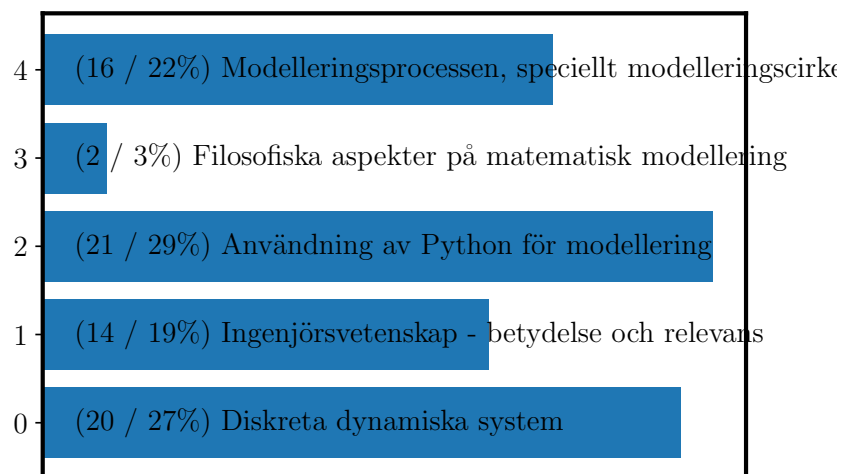 4 (16 / 22%) Modelleringsprocessen, speciellt modelleringscirke
3 (2 / 3%) Filosofiska aspekter på matematisk modellering
2 (21 / 29%) Användning av Python för modellering
1 (14 / 19%) Ingenjörsvetenskap - betydelse och relevans
0 (20 / 27%) Diskreta dynamiska system